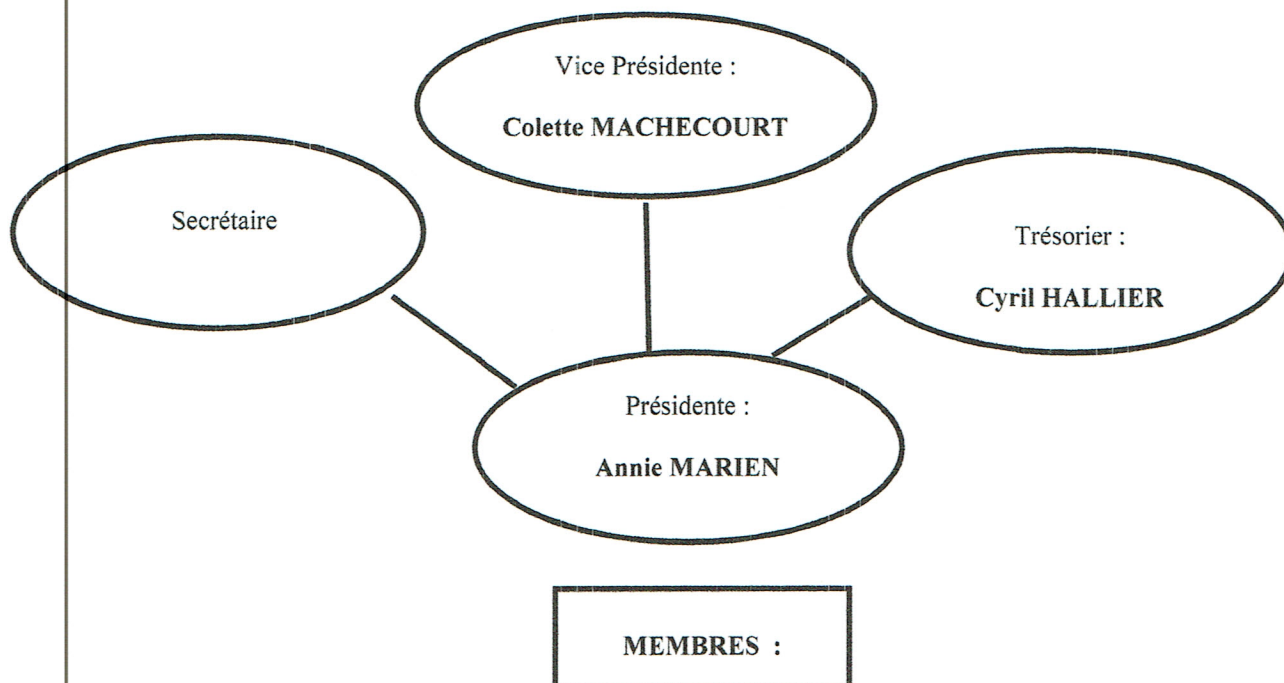 Vice Présidente :
Colette MACHECOURT
Secrétaire
Trésorier :
Cyril HALLIER
Présidente :
Annie MARIEN
MEMBRES :